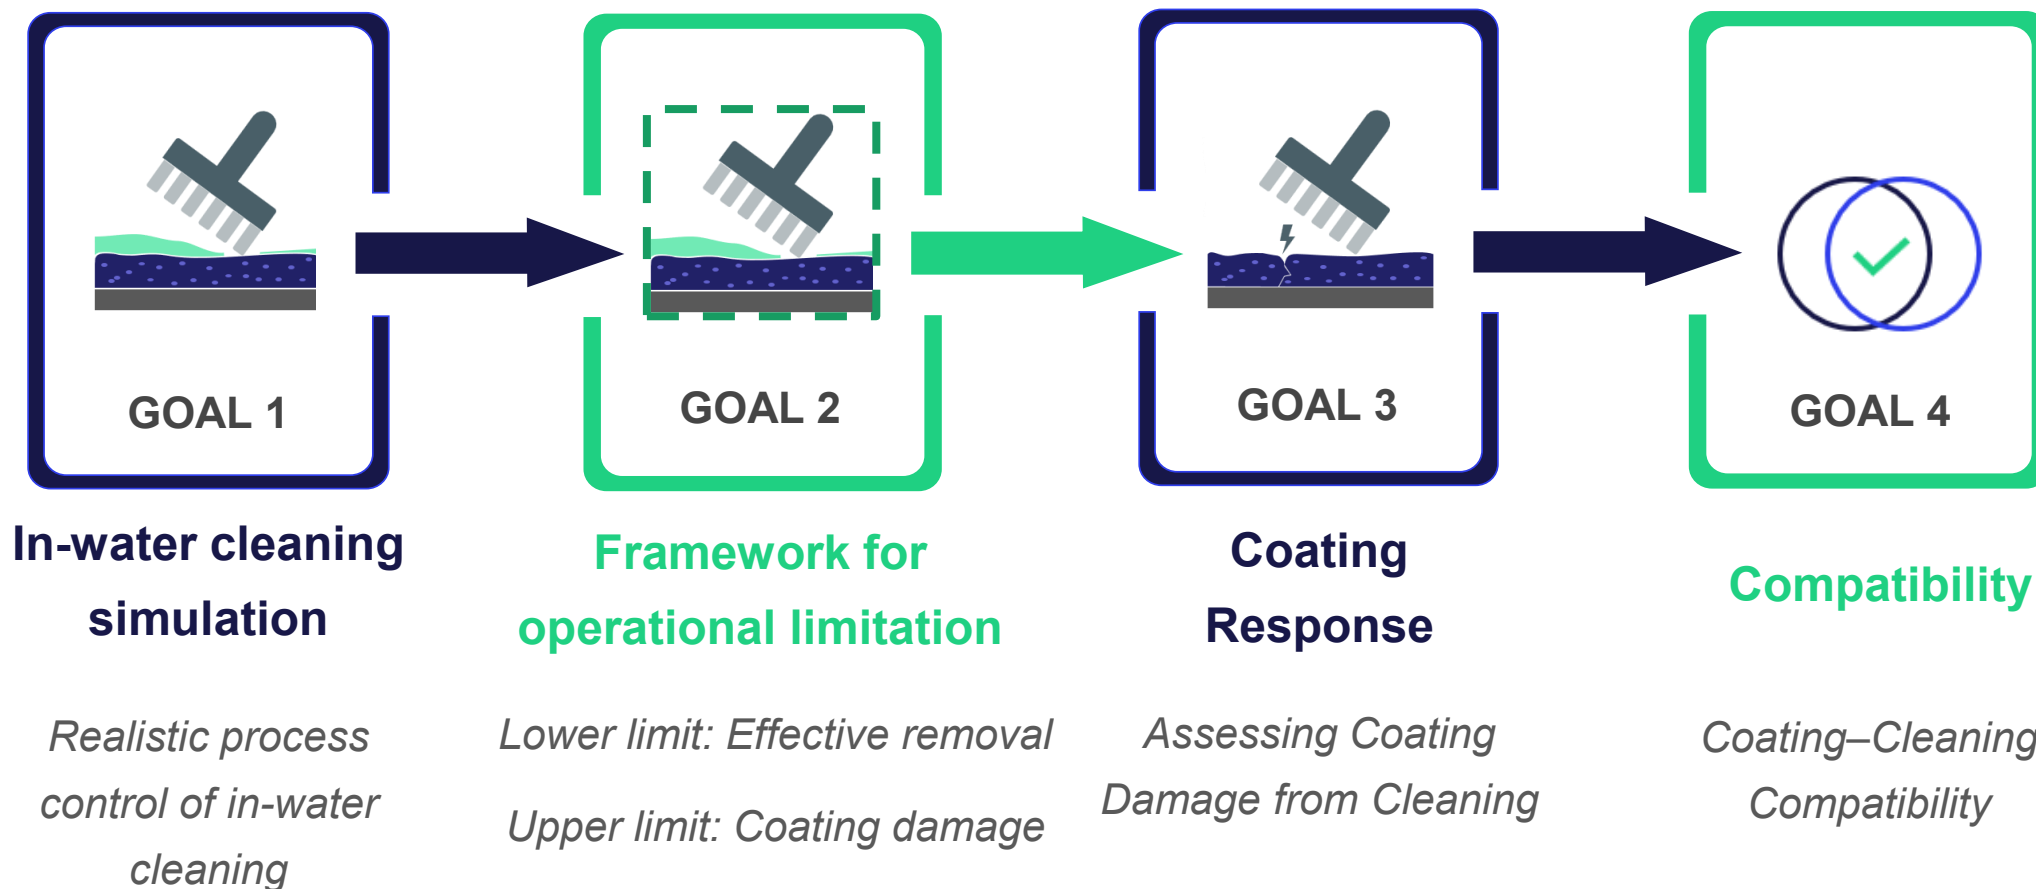 GOAL 1
In-water cleaning
simulation
Realistic process
control of in-water
cleaning
GOAL 2
Framework for
operational limitation
Lower limit: Effective removal
Upper limit: Coating damage
GOAL 3
Coating
Response
Assessing Coating
Damage from Cleaning
GOAL 4
Compatibility
Coating–Cleaning
Compatibility